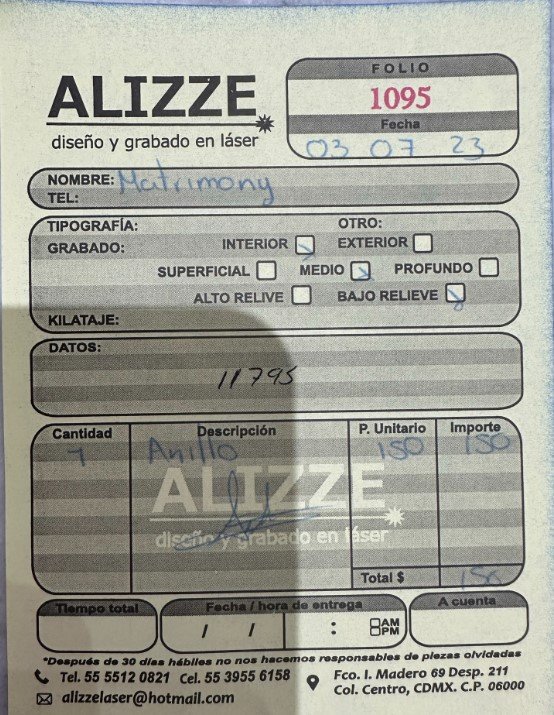 FOLIO
ALIZZE
1095
diseño y grabado en láser
Fecha
03 07 23
NOMBRE: Matrimony
TEL:
TIPOGRAFÍA: OTRO:
GRABADO: INTERIOR EXTERIOR
SUPERFICIAL MEDIO PROFUNDO
ALTO RELIVE BAJO RELIEVE
KILATAJE:
DATOS:
11795
Cantidad Descripción P. Unitario Importe
1 Anillo 150 150
ALIZZE
diseño y grabado en láser
Total $ 150
Tiempo total Fecha / hora de entrega A cuenta
/ / : AM
PM
*Después de 30 días hábiles no nos hacemos responsables de piezas olvidadas
Tel. 55 5512 0821 Cel. 55 3955 6158
Fco. I. Madero 69 Desp. 211
alizzelaser@hotmail.com
Col. Centro, CDMX. C.P. 06000